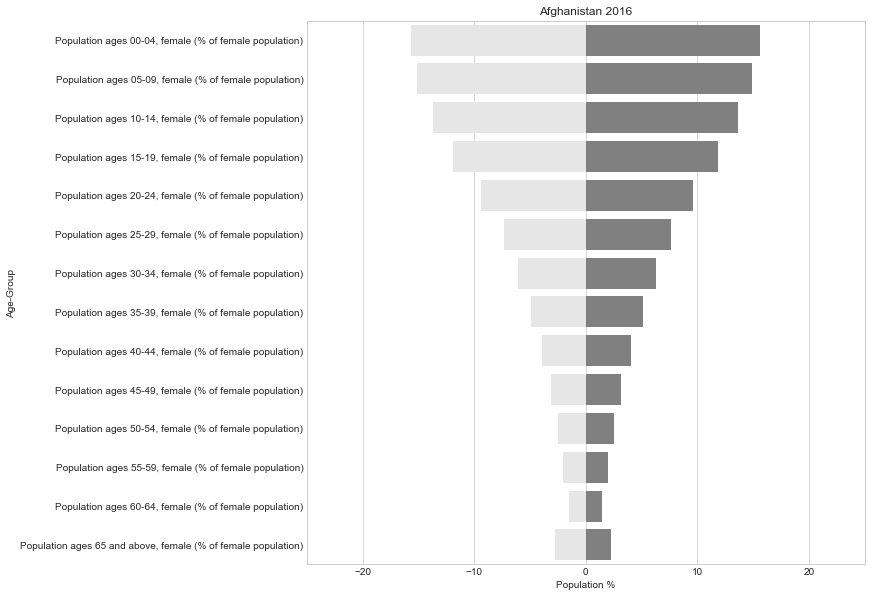 Afghanistan 2016
Population ages 00-04, female (% of female population)
Population ages 05-09, female (% of female population)
Population ages 10-14, female (% of female population)
Population ages 15-19, female (% of female population)
Population ages 20-24, female (% of female population)
Population ages 25-29, female (% of female population)
Population ages 30-34, female (% of female population)
Population ages 35-39, female (% of female population)
Population ages 40-44, female (% of female population)
Population ages 45-49, female (% of female population)
Population ages 50-54, female (% of female population)
Population ages 55-59, female (% of female population)
Population ages 60-64, female (% of female population)
Population ages 65 and above, female (% of female population)
Age-Group
−20 −10 0 10 20
Population %